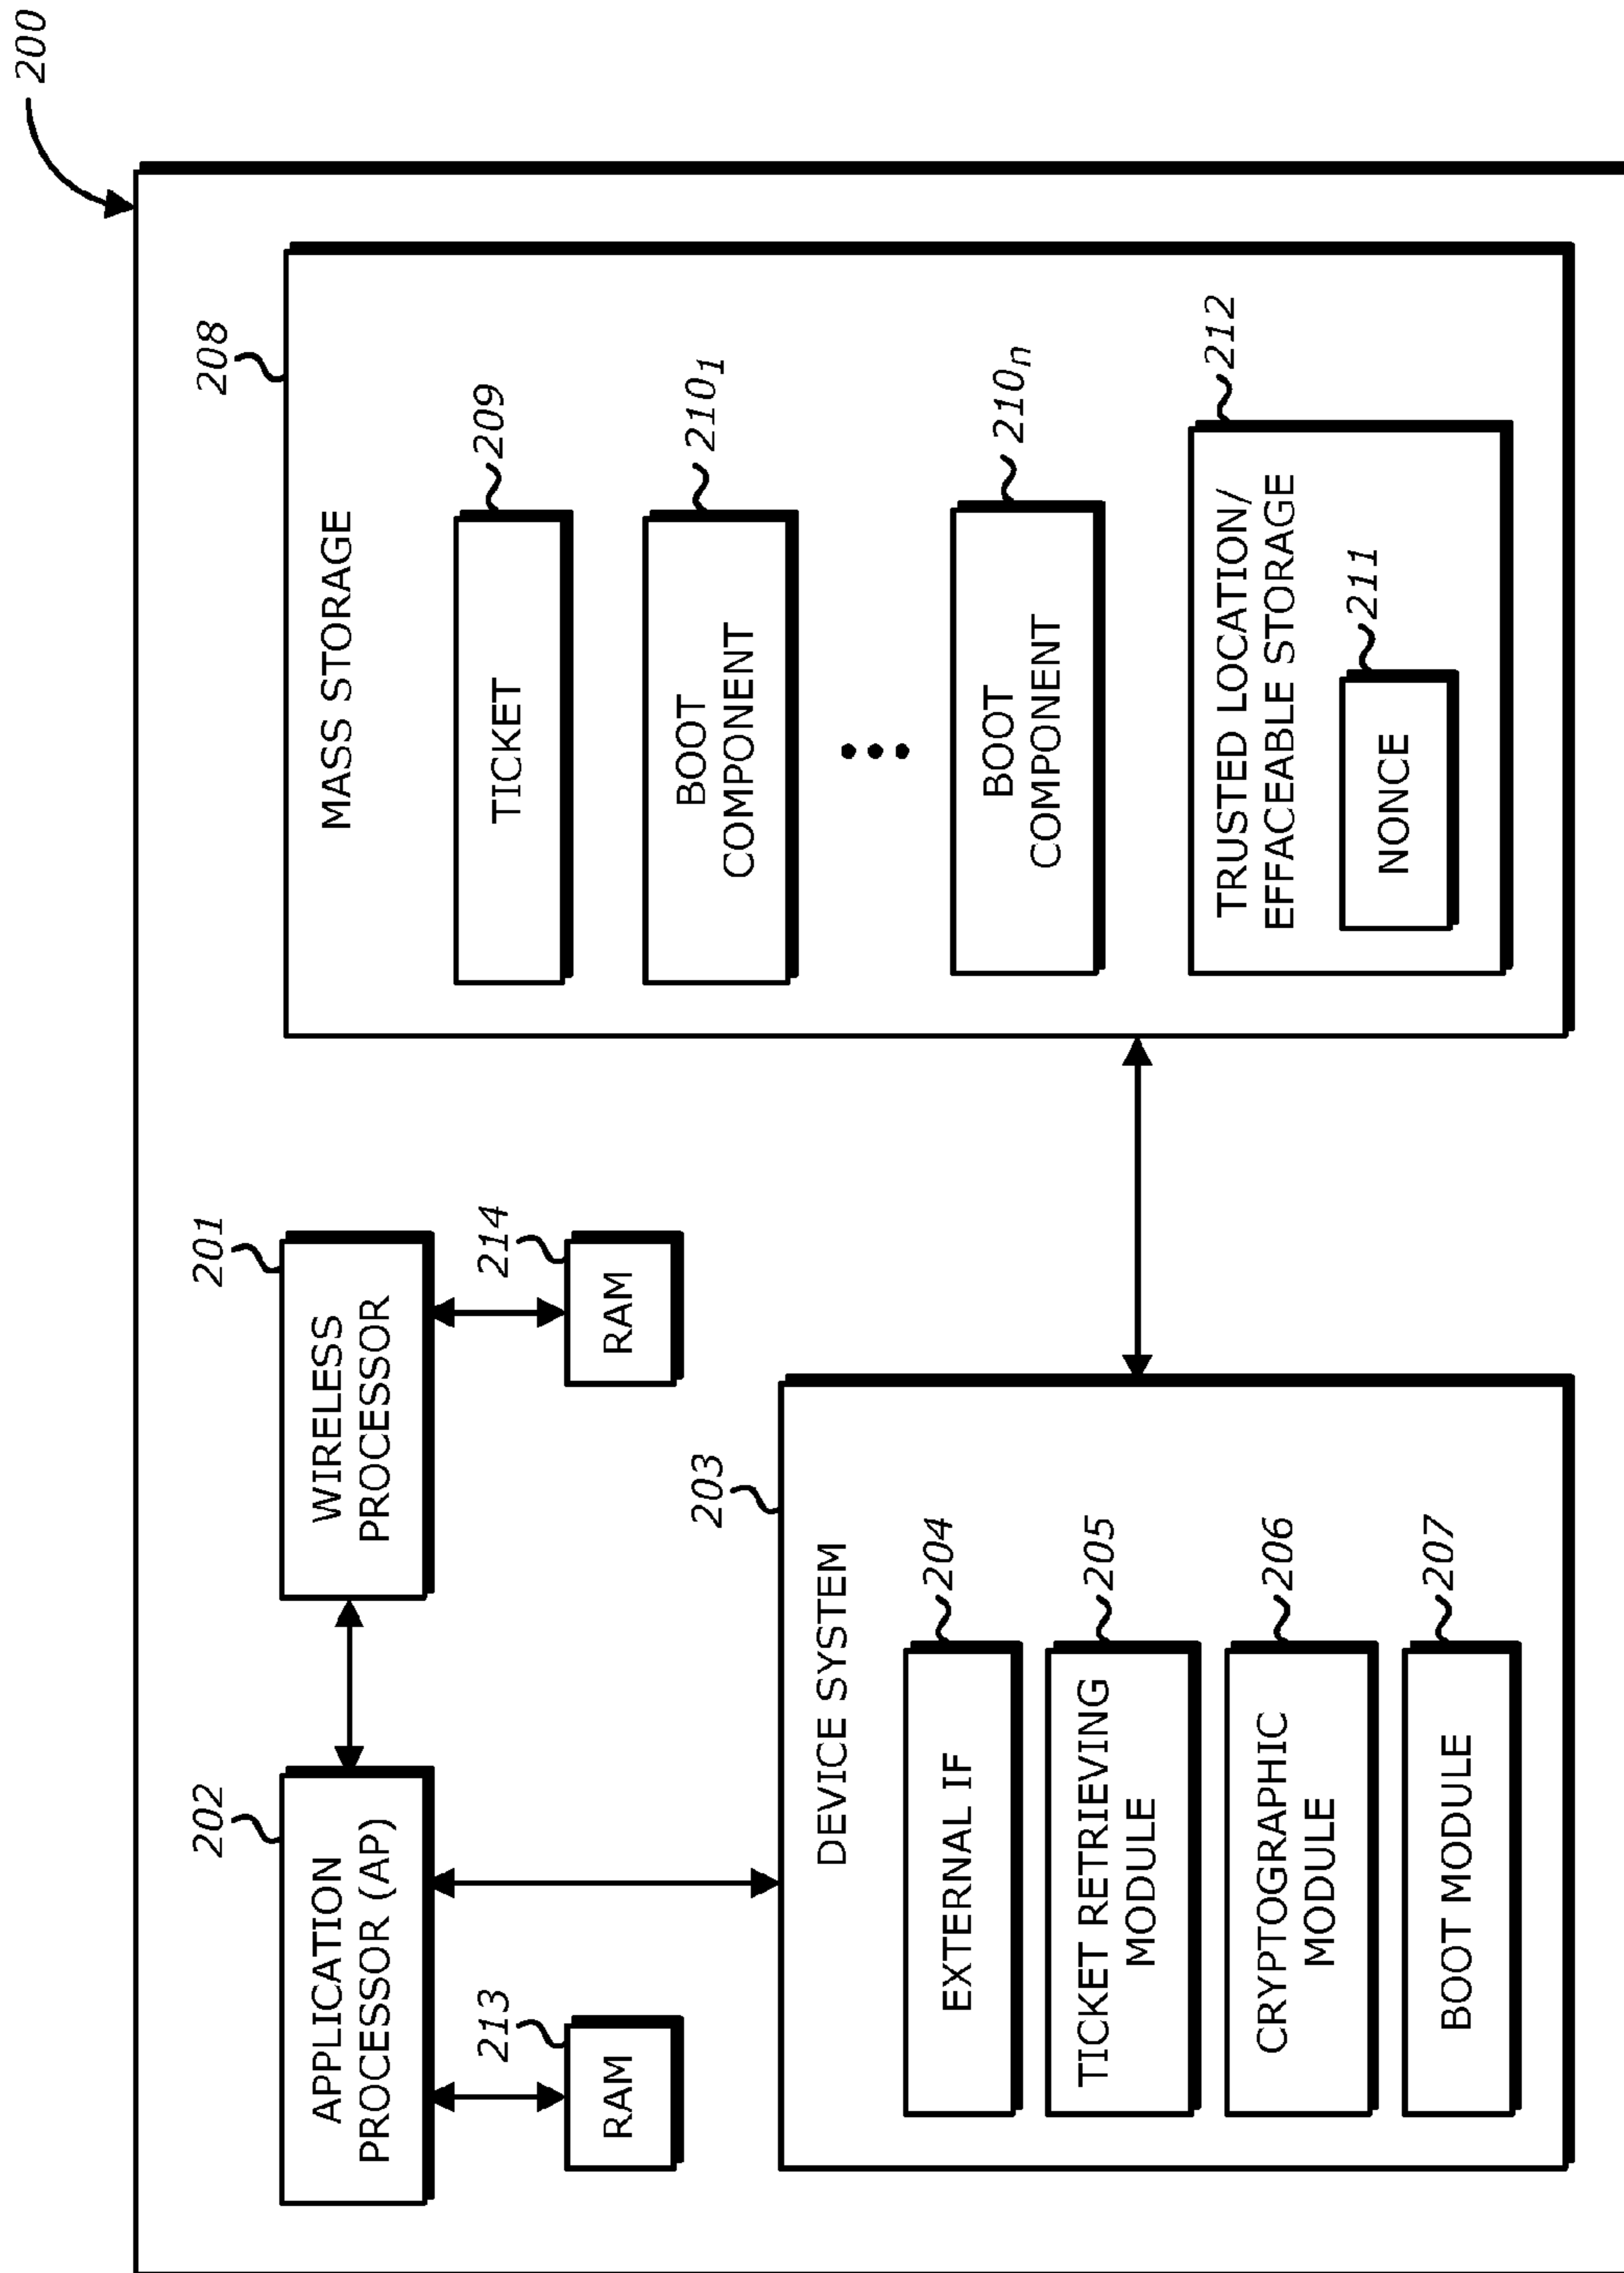 200
202
APPLICATION
PROCESSOR (AP)
201
WIRELESS
PROCESSOR
213
RAM
214
RAM
203
DEVICE SYSTEM
204
EXTERNAL IF
205
TICKET RETRIEVING
MODULE
206
CRYPTOGRAPHIC
MODULE
207
BOOT MODULE
208
MASS STORAGE
209
TICKET
210₁
BOOT
COMPONENT
210ₙ
BOOT
COMPONENT
212
TRUSTED LOCATION/
EFFACEABLE STORAGE
211
NONCE